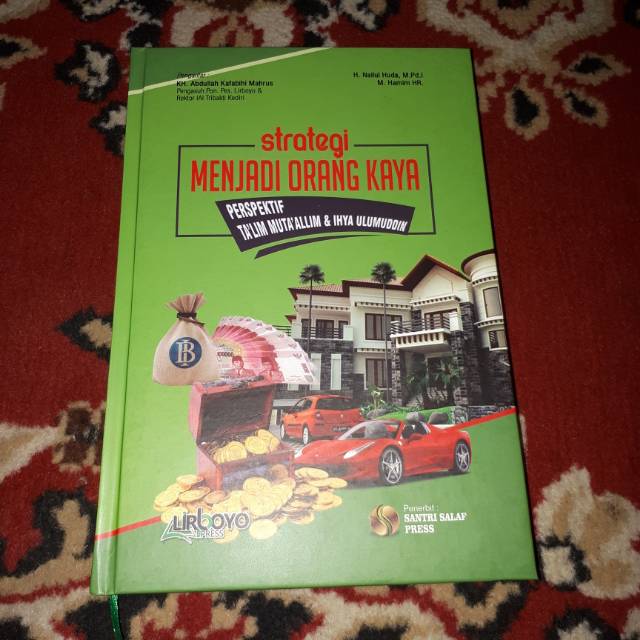 Pengantar :
KH. Abdullah Kafabihi Mahrus
Pengasuh Pon. Pes. Lirboyo &
Rektor IAI Tribakti Kediri
H. Nailul Huda, M.Pd.I
M. Hamim HR.
strategi
MENJADI ORANG KAYA
PERSPEKTIF
TA'LIM MUTA'ALLIM & IHYA ULUMUDDIN
LIRBOYO
PRESS
Penerbit :
SANTRI SALAF
PRESS